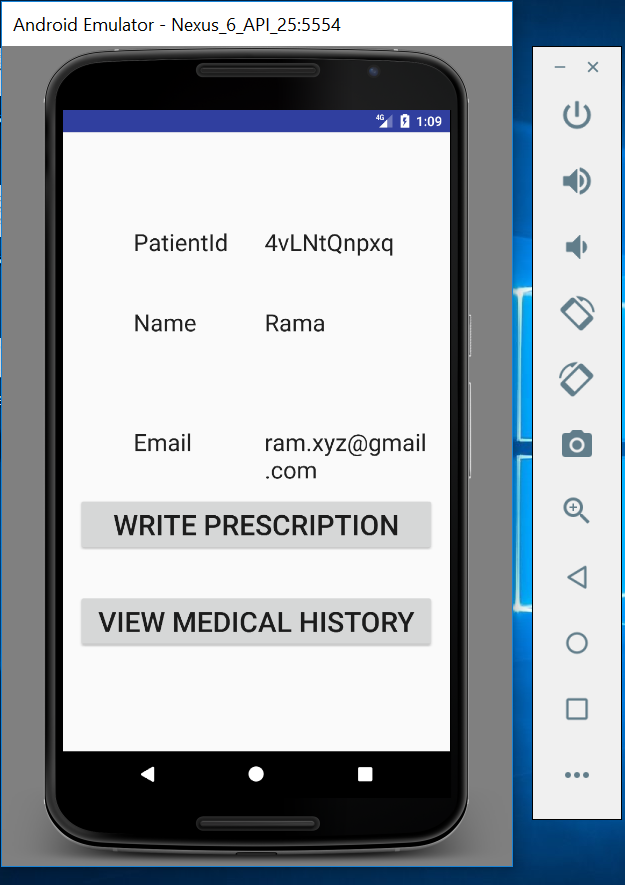 Android Emulator - Nexus_6_API_25:5554
4G 1:09
PatientId 4vLNtQnpxq
Name Rama
Email ram.xyz@gmail
.com
WRITE PRESCRIPTION
VIEW MEDICAL HISTORY